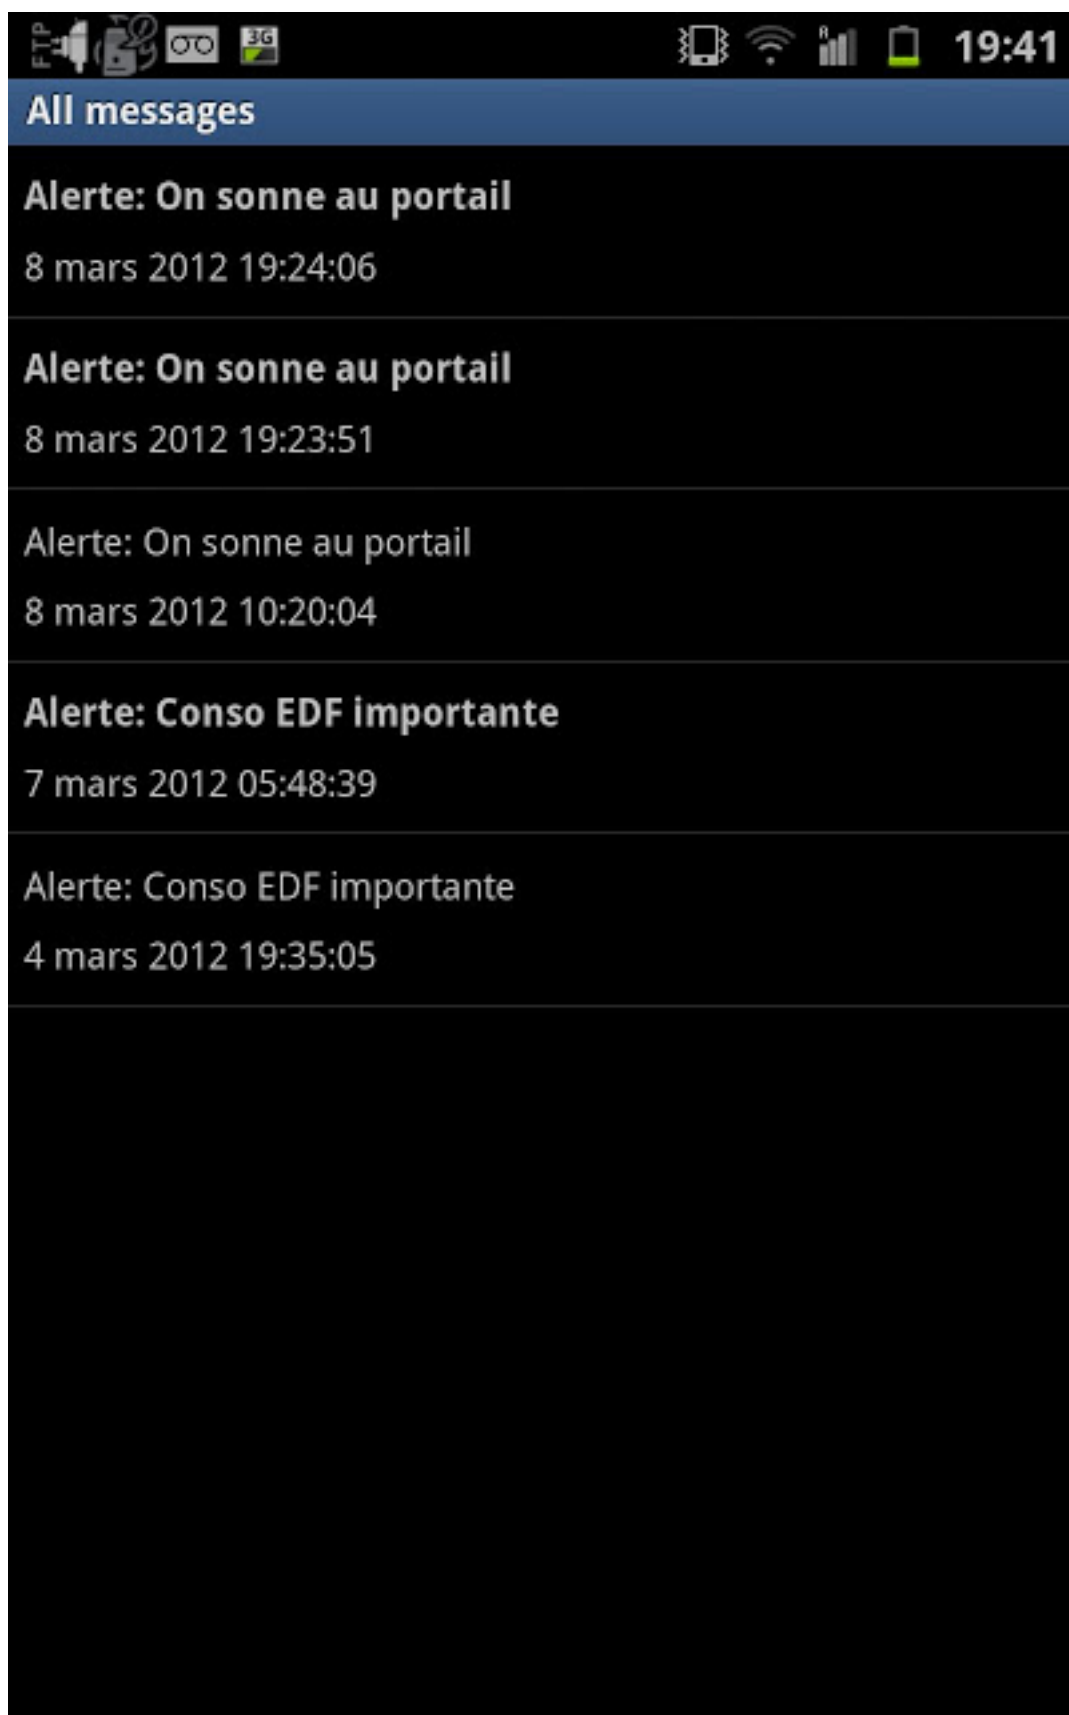 FTP
3G
R
19:41
All messages
Alerte: On sonne au portail
8 mars 2012 19:24:06
Alerte: On sonne au portail
8 mars 2012 19:23:51
Alerte: On sonne au portail
8 mars 2012 10:20:04
Alerte: Conso EDF importante
7 mars 2012 05:48:39
Alerte: Conso EDF importante
4 mars 2012 19:35:05